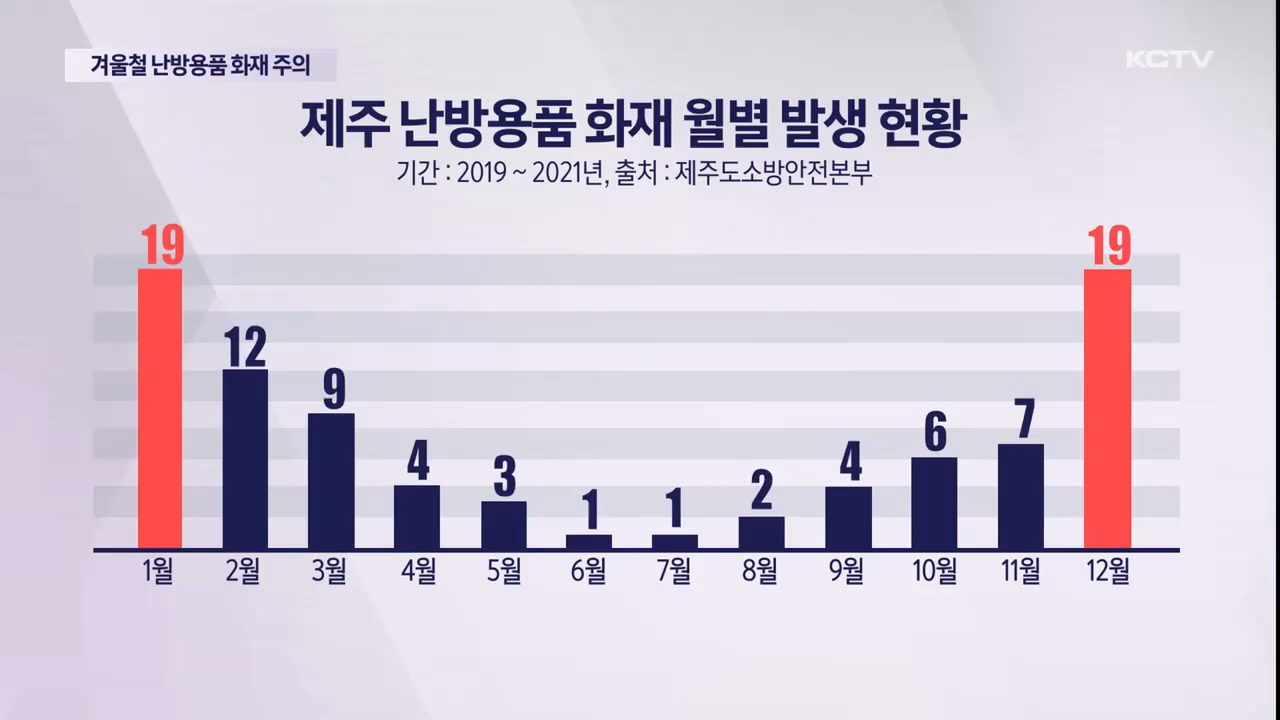 겨울철 난방용품 화재 주의
KCTV
제주 난방용품 화재 월별 발생 현황
기간 : 2019 ~ 2021년, 출처 : 제주도소방안전본부
19 12 9 4 3 1 1 2 4 6 7 19
1월 2월 3월 4월 5월 6월 7월 8월 9월 10월 11월 12월